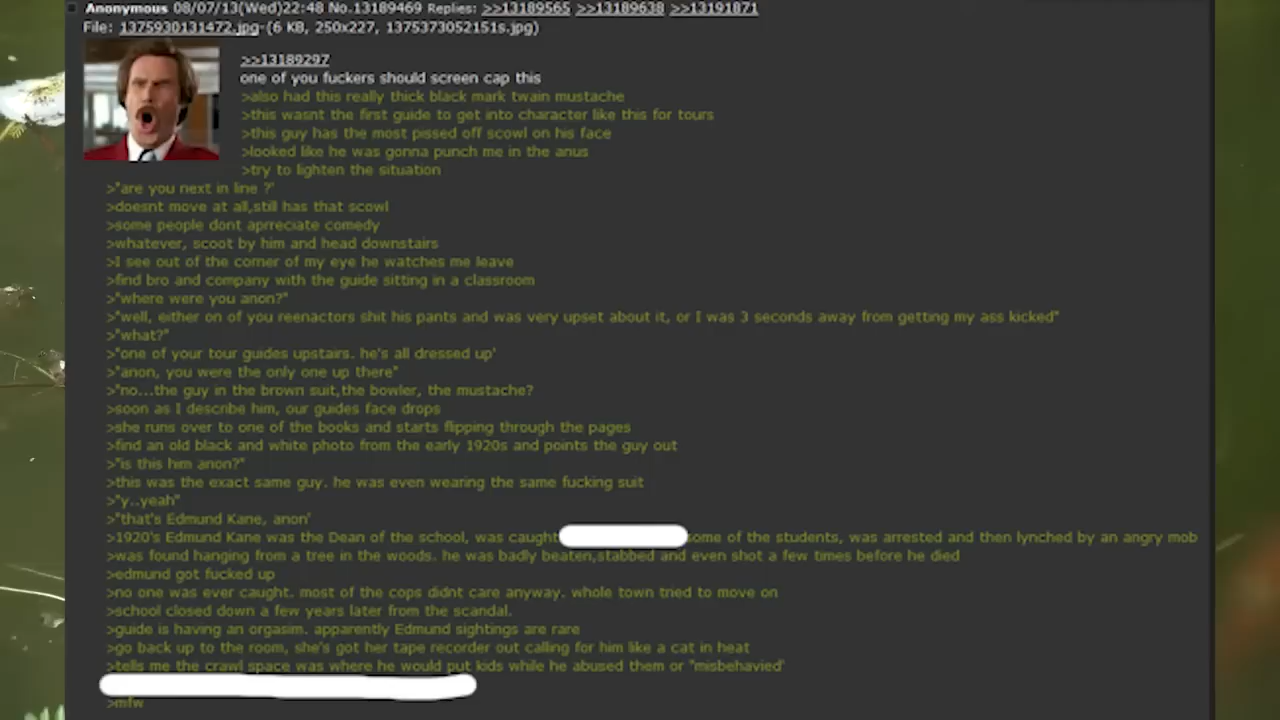 Anonymous 08/07/13(Wed)22:48 No.13189469 Replies: >>13189565 >>13189638 >>13191871
File: 1375930131472.jpg-(6 KB, 250x227, 1375373052151s.jpg)
>>13189297
one of you fuckers should screen cap this
>also had this really thick black mark twain mustache
>this wasnt the first guide to get into character like this for tours
>this guy has the most pissed off scowl on his face
>looked like he was gonna punch me in the anus
>try to lighten the situation
>"are you next in line ?'
>doesnt move at all,still has that scowl
>some people dont aprreciate comedy
>whatever, scoot by him and head downstairs
>I see out of the corner of my eye he watches me leave
>find bro and company with the guide sitting in a classroom
>"where were you anon?"
>"well, either on of you reenactors shit his pants and was very upset about it, or I was 3 seconds away from getting my ass kicked"
>"what?"
>"one of your tour guides upstairs. he's all dressed up'
>"anon, you were the only one up there"
>"no...the guy in the brown suit,the bowler, the mustache?
>soon as I describe him, our guides face drops
>she runs over to one of the books and starts flipping through the pages
>find an old black and white photo from the early 1920s and points the guy out
>"is this him anon?"
>this was the exact same guy. he was even wearing the same fucking suit
>"y..yeah"
>"that's Edmund Kane, anon'
>1920's Edmund Kane was the Dean of the school, was caught some of the students, was arrested and then lynched by an angry mob
>was found hanging from a tree in the woods. he was badly beaten,stabbed and even shot a few times before he died
>edmund got fucked up
>no one was ever caught. most of the cops didnt care anyway. whole town tried to move on
>school closed down a few years later from the scandal.
>guide is having an orgasim. apparently Edmund sightings are rare
>go back up to the room, she's got her tape recorder out calling for him like a cat in heat
>tells me the crawl space was where he would put kids while he abused them or "misbehavied'
>mfw